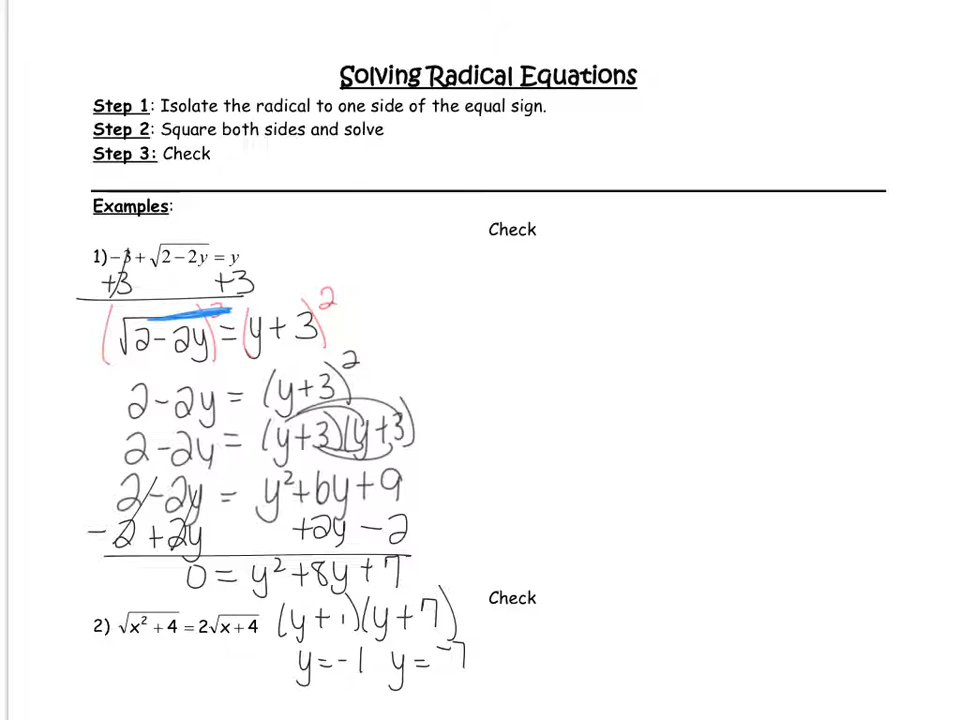 Solving Radical Equations
Step 1: Isolate the radical to one side of the equal sign.
Step 2: Square both sides and solve
Step 3: Check
Examples:
Check
1) -3 + √(2 - 2y) = y
+3 +3
(√2-2y)² = (y+3)²
2-2y = (y+3)²
2-2y = (y+3)(y+3)
2-2y = y²+6y+9
-2+2y +2y-2
0 = y²+8y+7
Check
2) √(x² + 4) = 2√(x + 4) (y+1)(y+7)
y=-1 y=-7